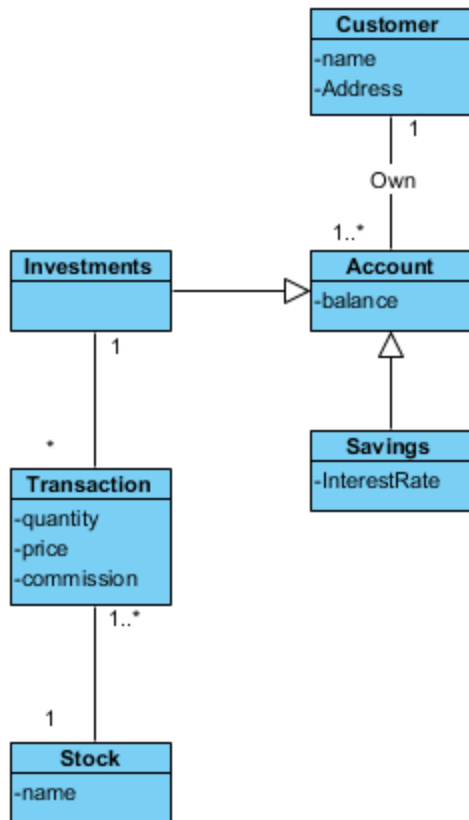 Customer
-name
-Address
1
Own
1..*
Investments
Account
-balance
1
*
Savings
-InterestRate
Transaction
-quantity
-price
-commission
1..*
1
Stock
-name